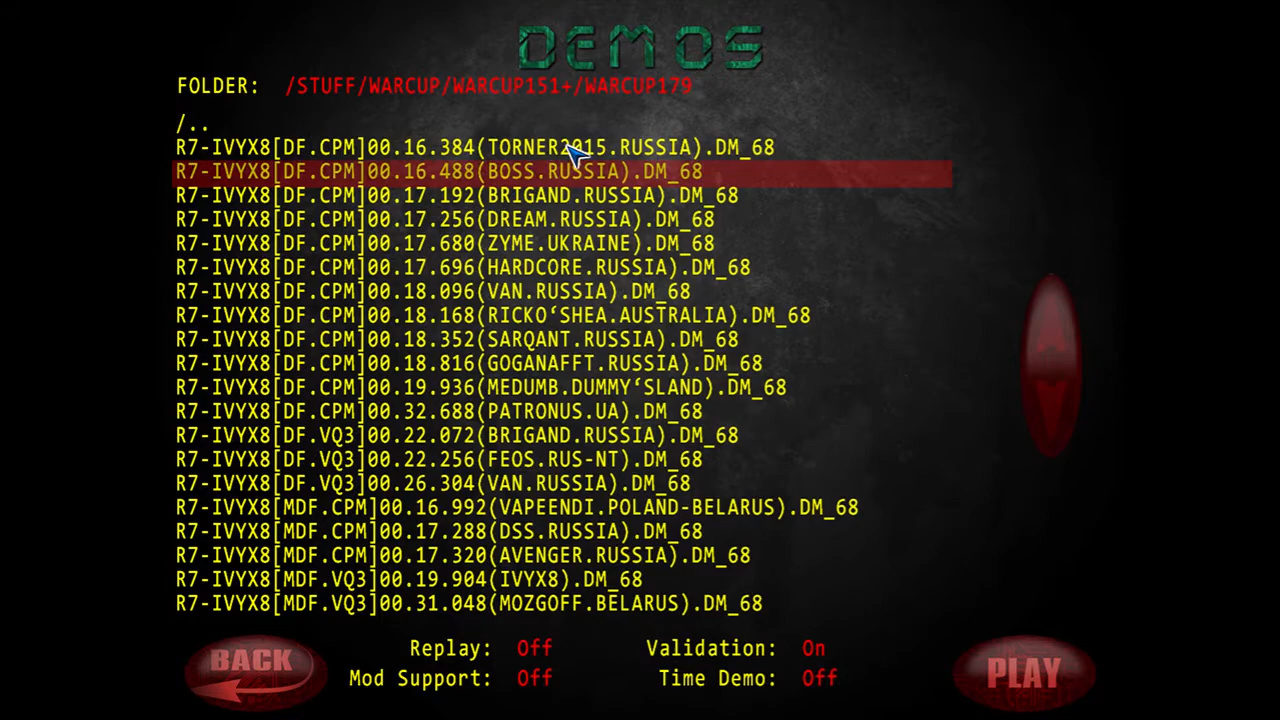 DEMOS
FOLDER: /STUFF/WARCUP/WARCUP151+/WARCUP179
/..
R7-IVYX8[DF.CPM]00.16.384(TORNER2015.RUSSIA).DM_68
R7-IVYX8[DF.CPM]00.16.488(BOSS.RUSSIA).DM_68
R7-IVYX8[DF.CPM]00.17.192(BRIGAND.RUSSIA).DM_68
R7-IVYX8[DF.CPM]00.17.256(DREAM.RUSSIA).DM_68
R7-IVYX8[DF.CPM]00.17.680(ZYME.UKRAINE).DM_68
R7-IVYX8[DF.CPM]00.17.696(HARDCORE.RUSSIA).DM_68
R7-IVYX8[DF.CPM]00.18.096(VAN.RUSSIA).DM_68
R7-IVYX8[DF.CPM]00.18.168(RICKO‘SHEA.AUSTRALIA).DM_68
R7-IVYX8[DF.CPM]00.18.352(SARQANT.RUSSIA).DM_68
R7-IVYX8[DF.CPM]00.18.816(GOGANAFFT.RUSSIA).DM_68
R7-IVYX8[DF.CPM]00.19.936(MEDUMB.DUMMY‘SLAND).DM_68
R7-IVYX8[DF.CPM]00.32.688(PATRONUS.UA).DM_68
R7-IVYX8[DF.VQ3]00.22.072(BRIGAND.RUSSIA).DM_68
R7-IVYX8[DF.VQ3]00.22.256(FEOS.RUS-NT).DM_68
R7-IVYX8[DF.VQ3]00.26.304(VAN.RUSSIA).DM_68
R7-IVYX8[MDF.CPM]00.16.992(VAPEENDI.POLAND-BELARUS).DM_68
R7-IVYX8[MDF.CPM]00.17.288(DSS.RUSSIA).DM_68
R7-IVYX8[MDF.CPM]00.17.320(AVENGER.RUSSIA).DM_68
R7-IVYX8[MDF.VQ3]00.19.904(IVYX8).DM_68
R7-IVYX8[MDF.VQ3]00.31.048(MOZGOFF.BELARUS).DM_68
Replay: Off Validation: On
BACK Mod Support: Off Time Demo: Off PLAY